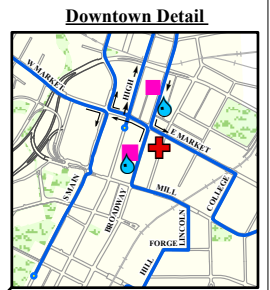 Downtown Detail
W MARKET
HIGH
E MARKET
S MAIN
BROADWAY
MILL
COLLEGE
LINCOLN
FORGE
HILL